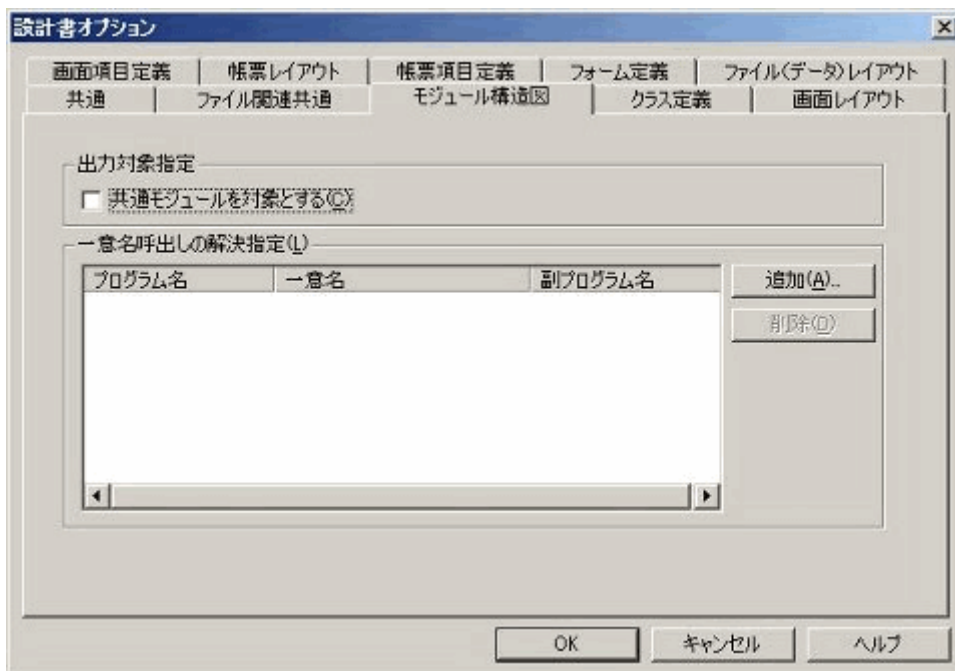 設計書オプション
画面項目定義 帳票レイアウト 帳票項目定義 フォーム定義 ファイル(データ)レイアウト
共通 ファイル関連共通 モジュール構造図 クラス定義 画面レイアウト
出力対象指定
共通モジュールを対象とする(C)
一意名呼出しの解決指定(L)
プログラム名 一意名 副プログラム名 追加(A)...
削除(D)
OK キャンセル ヘルプ